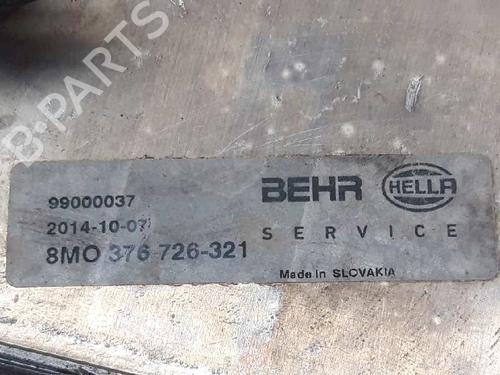 B-PARTS
99000037
2014-10-07
8MO 376 726-321
BEHR HELLA
SERVICE
Made in SLOVAKIA